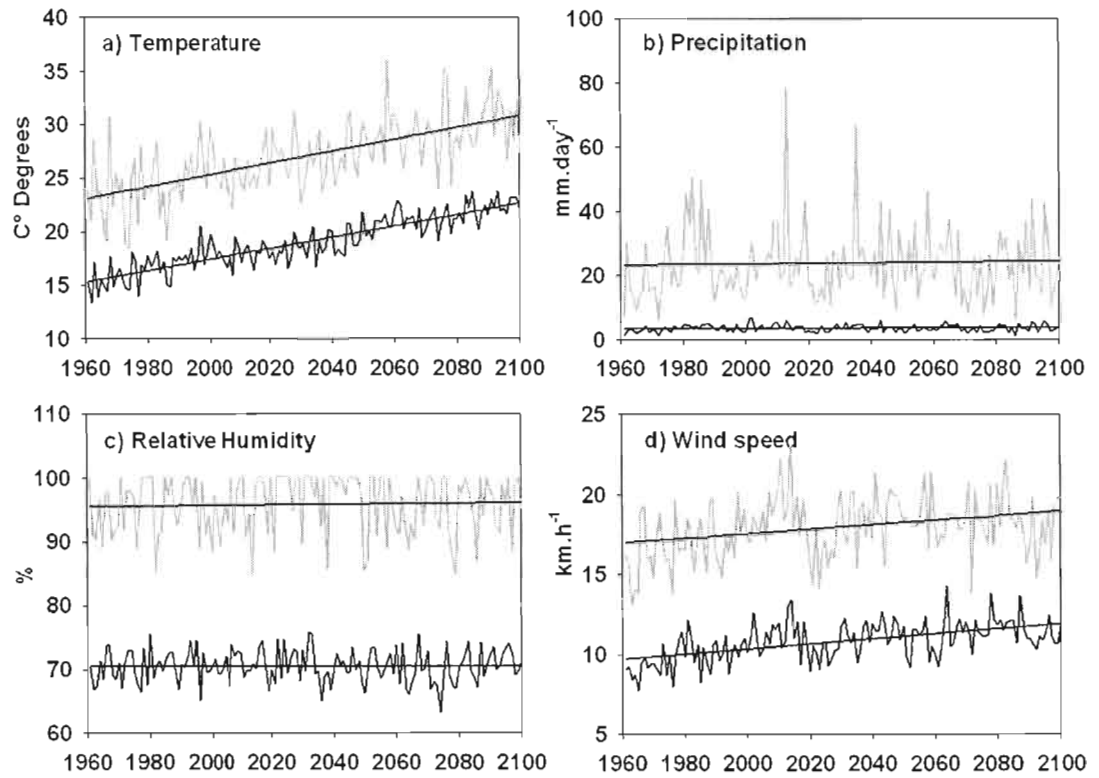 a) Temperature
C° Degrees
40
35
30
25
20
15
10
1960 1980 2000 2020 2040 2060 2080 2100
b) Precipitation
mm.day-1
100
80
60
40
20
0
1960 1980 2000 2020 2040 2060 2080 2100
c) Relative Humidity
%
110
100
90
80
70
60
1960 1980 2000 2020 2040 2060 2080 2100
d) Wind speed
km.h-1
25
20
15
10
5
1960 1980 2000 2020 2040 2060 2080 2100